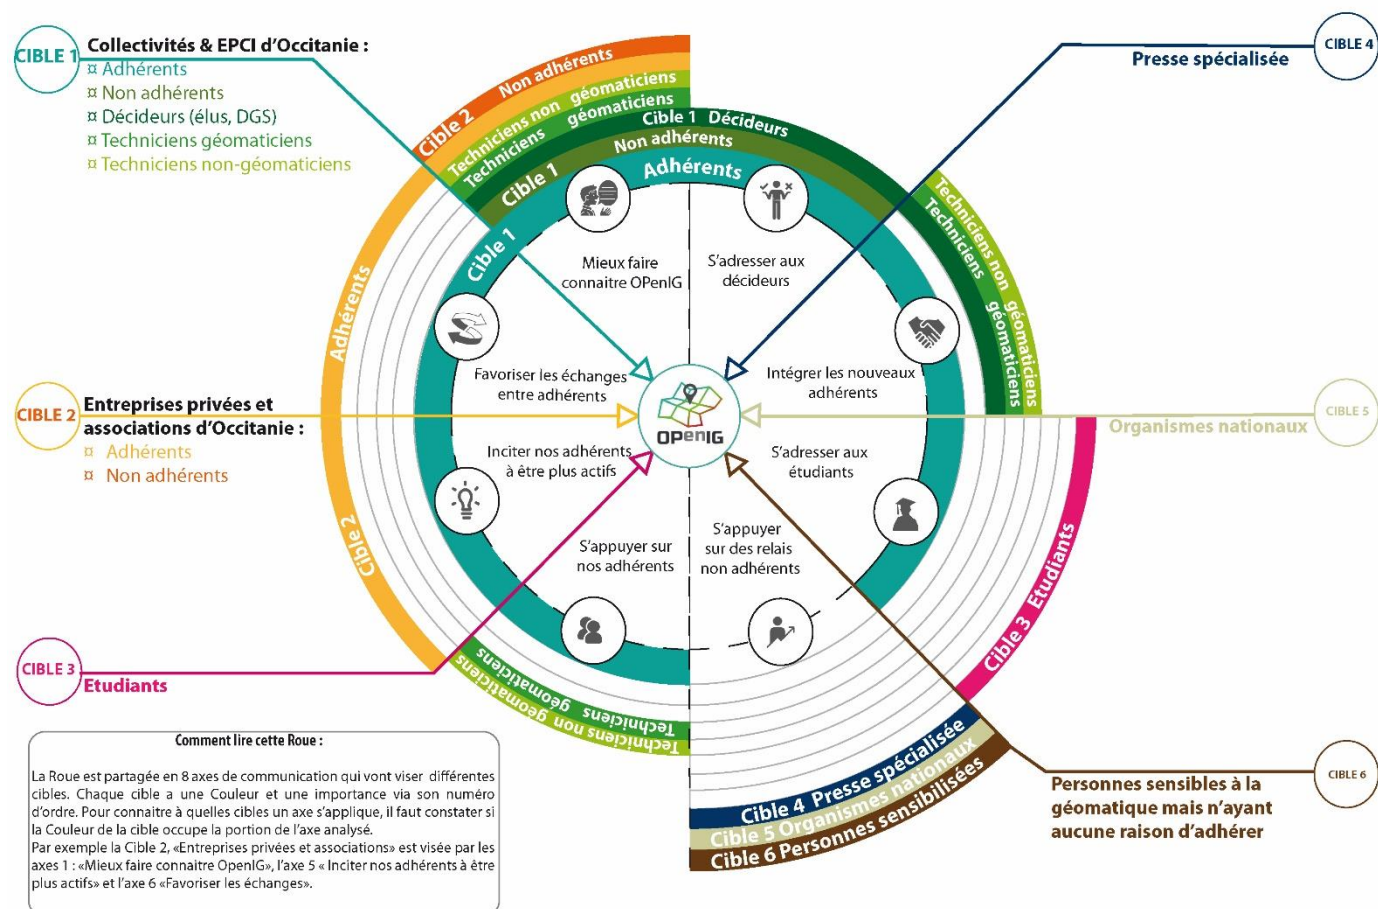 CIBLE 1
Collectivités & EPCI d'Occitanie :
¤ Adhérents
¤ Non adhérents
¤ Décideurs (élus, DGS)
¤ Techniciens géomaticiens
¤ Techniciens non-géomaticiens
CIBLE 2
Entreprises privées et
associations d'Occitanie :
¤ Adhérents
¤ Non adhérents
CIBLE 3
Etudiants
CIBLE 4
Presse spécialisée
CIBLE 5
Organismes nationaux
CIBLE 6
Personnes sensibles à la
géomatique mais n'ayant
aucune raison d'adhérer
Cible 2 Non adhérents
Techniciens non géomaticiens
Techniciens géomaticiens
Cible 1 Décideurs
Cible 1 Non adhérents
Cible 1 Adhérents
Techniciens non géomaticiens
Techniciens géomaticiens
Cible 2 Adhérents
Cible 3 Etudiants
Techniciens géomaticiens
Techniciens non géomaticiens
Cible 4 Presse spécialisée
Cible 5 Organismes nationaux
Cible 6 Personnes sensibilisées
Mieux faire
connaitre OPenIG
S'adresser aux
décideurs
Favoriser les échanges
entre adhérents
Intégrer les nouveaux
adhérents
OPenIG
Inciter nos adhérents
à être plus actifs
S'adresser aux
étudiants
S'appuyer sur
nos adhérents
S'appuyer
sur des relais
non adhérents
Comment lire cette Roue :
La Roue est partagée en 8 axes de communication qui vont viser différentes
cibles. Chaque cible a une Couleur et une importance via son numéro
d'ordre. Pour connaitre à quelles cibles un axe s'applique, il faut constater si
la Couleur de la cible occupe la portion de l'axe analysé.
Par exemple la Cible 2, «Entreprises privées et associations» est visée par les
axes 1 : «Mieux faire connaitre OpenIG», l'axe 5 « Inciter nos adhérents à être
plus actifs» et l'axe 6 «Favoriser les échanges».